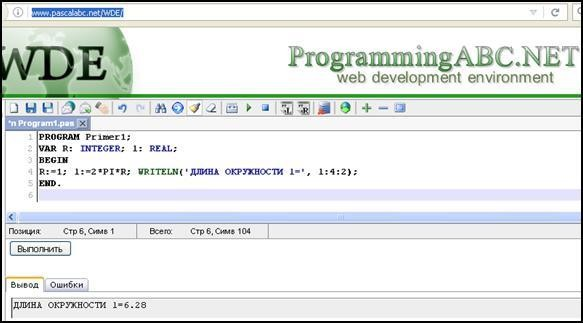 www.pascalabc.net/WDE/
WDE
ProgrammingABC.NET
web development environment
*n Program1.pas
1 PROGRAM Primer1;
2 VAR R: INTEGER; l: REAL;
3 BEGIN
4 R:=1; l:=2*PI*R; WRITELN('ДЛИНА ОКРУЖНОСТИ l=', l:4:2);
5 END.
6
Позиция: Стр 6, Симв 1 Всего: Стр 6, Симв 104
Выполнить
Вывод Ошибки
ДЛИНА ОКРУЖНОСТИ l=6.28